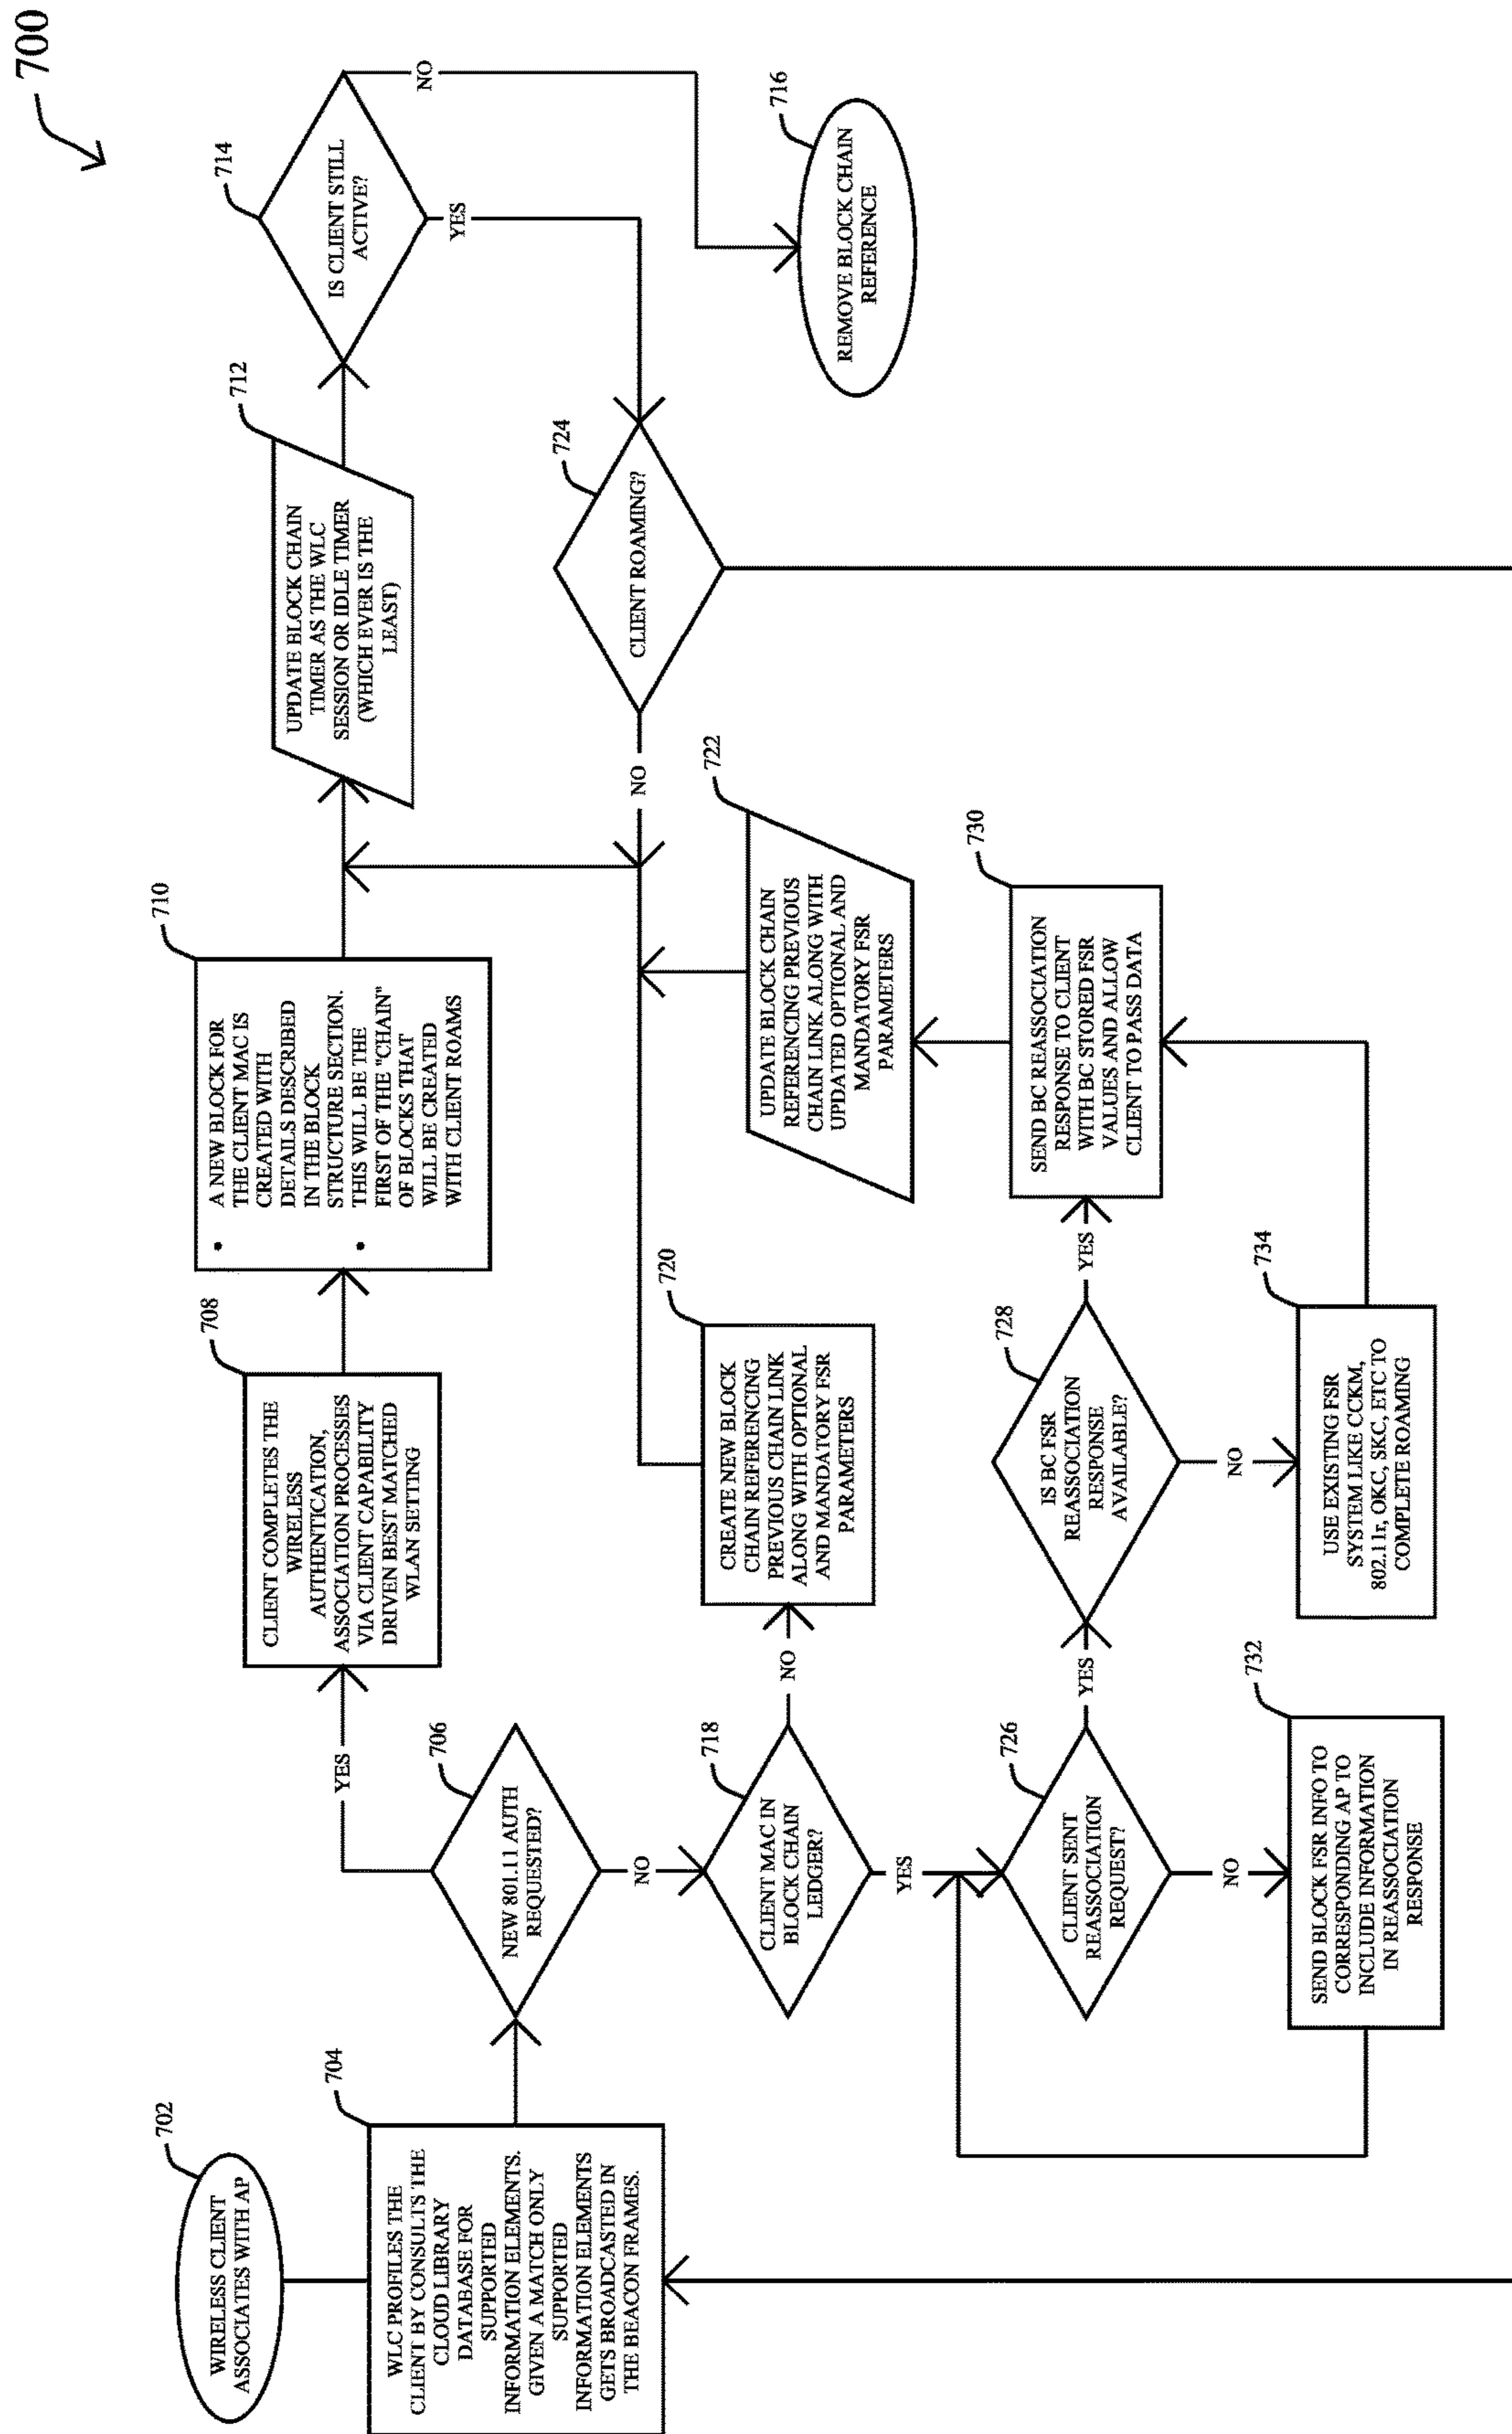 700
702
WIRELESS CLIENT
ASSOCIATES WITH AP
704
WLC PROFILES THE
CLIENT BY CONSULTS THE
CLOUD LIBRARY
DATABASE FOR
SUPPORTED
INFORMATION ELEMENTS.
GIVEN A MATCH ONLY
SUPPORTED
INFORMATION ELEMENTS
GETS BROADCASTED IN
THE BEACON FRAMES.
706
NEW 801.11 AUTH
REQUESTED?
YES
NO
708
CLIENT COMPLETES THE
WIRELESS
AUTHENTICATION,
ASSOCIATION PROCESSES
VIA CLIENT CAPABILITY
DRIVEN BEST MATCHED
WLAN SETTING
710
• A NEW BLOCK FOR
THE CLIENT MAC IS
CREATED WITH
DETAILS DESCRIBED
IN THE BLOCK
STRUCTURE SECTION.
• THIS WILL BE THE
FIRST OF THE "CHAIN"
OF BLOCKS THAT
WILL BE CREATED
WITH CLIENT ROAMS
712
UPDATE BLOCK CHAIN
TIMER AS THE WLC
SESSION OR IDLE TIMER
(WHICH EVER IS THE
LEAST)
714
IS CLIENT STILL
ACTIVE?
NO
YES
716
REMOVE BLOCK CHAIN
REFERENCE
718
CLIENT MAC IN
BLOCK CHAIN
LEDGER?
NO
YES
720
CREATE NEW BLOCK
CHAIN REFERENCING
PREVIOUS CHAIN LINK
ALONG WITH OPTIONAL
AND MANDATORY FSR
PARAMETERS
722
UPDATE BLOCK CHAIN
REFERENCING PREVIOUS
CHAIN LINK ALONG WITH
UPDATED OPTIONAL AND
MANDATORY FSR
PARAMETERS
724
CLIENT ROAMING?
NO
726
CLIENT SENT
REASSOCIATION
REQUEST?
YES
NO
728
IS BC FSR
REASSOCIATION
RESPONSE
AVAILABLE?
YES
NO
730
SEND BC REASSOCIATION
RESPONSE TO CLIENT
WITH BC STORED FSR
VALUES AND ALLOW
CLIENT TO PASS DATA
732
SEND BLOCK FSR INFO TO
CORRESPONDING AP TO
INCLUDE INFORMATION
IN REASSOCIATION
RESPONSE
734
USE EXISTING FSR
SYSTEM LIKE CCKM,
802.11r, OKC, SKC, ETC TO
COMPLETE ROAMING